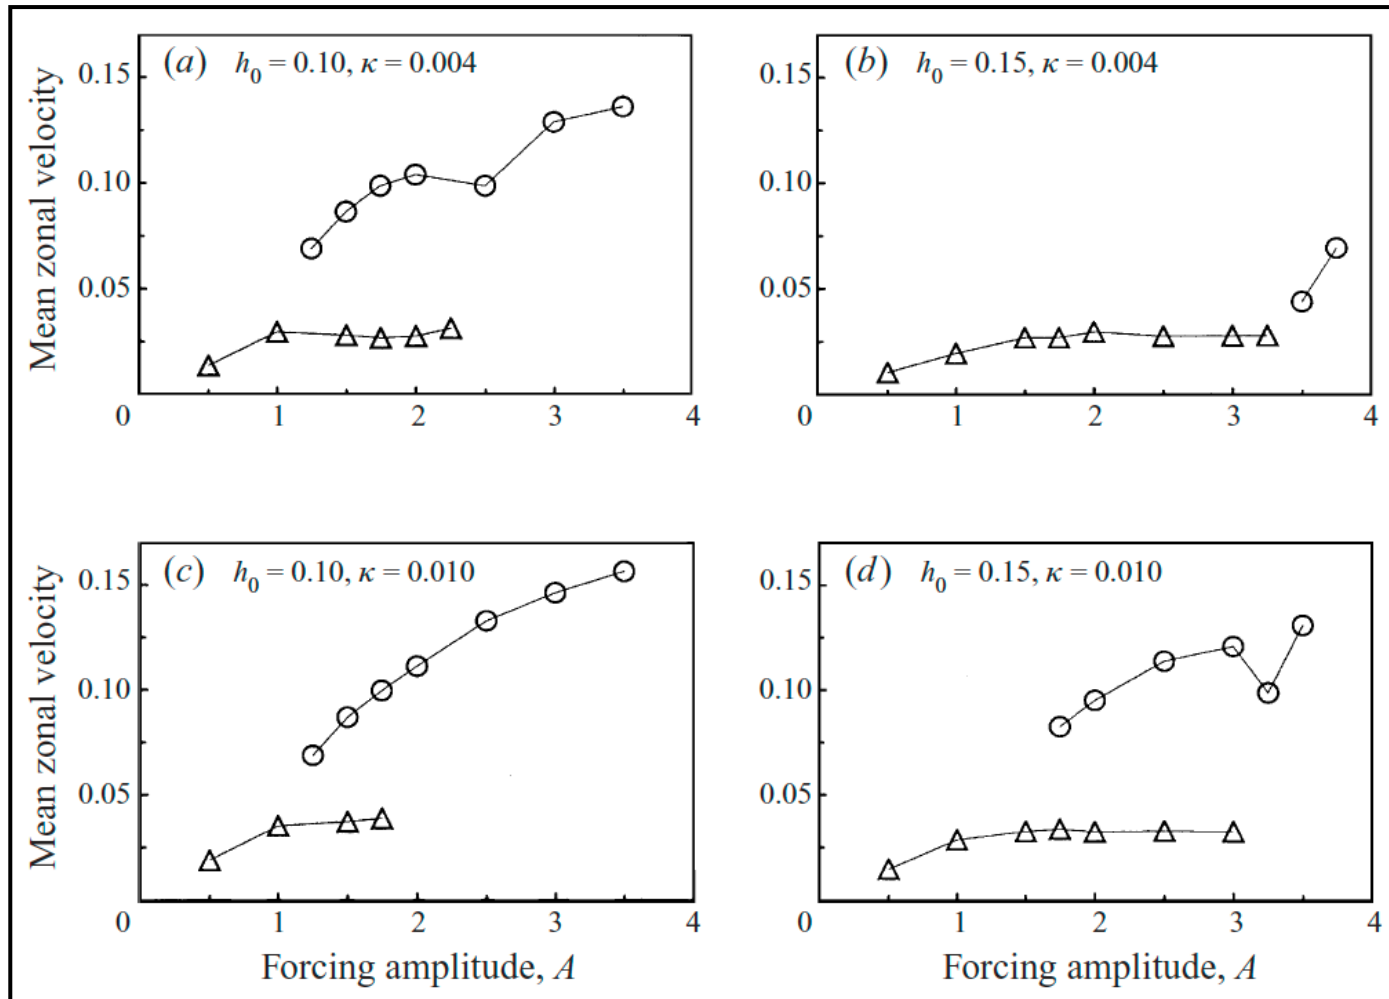 (a) h0 = 0.10, κ = 0.004
(b) h0 = 0.15, κ = 0.004
Mean zonal velocity
0.15
0.10
0.05
0 1 2 3 4
0.15
0.10
0.05
0 1 2 3 4
(c) h0 = 0.10, κ = 0.010
(d) h0 = 0.15, κ = 0.010
Mean zonal velocity
0.15
0.10
0.05
0 1 2 3 4
0.15
0.10
0.05
0 1 2 3 4
Forcing amplitude, A
Forcing amplitude, A